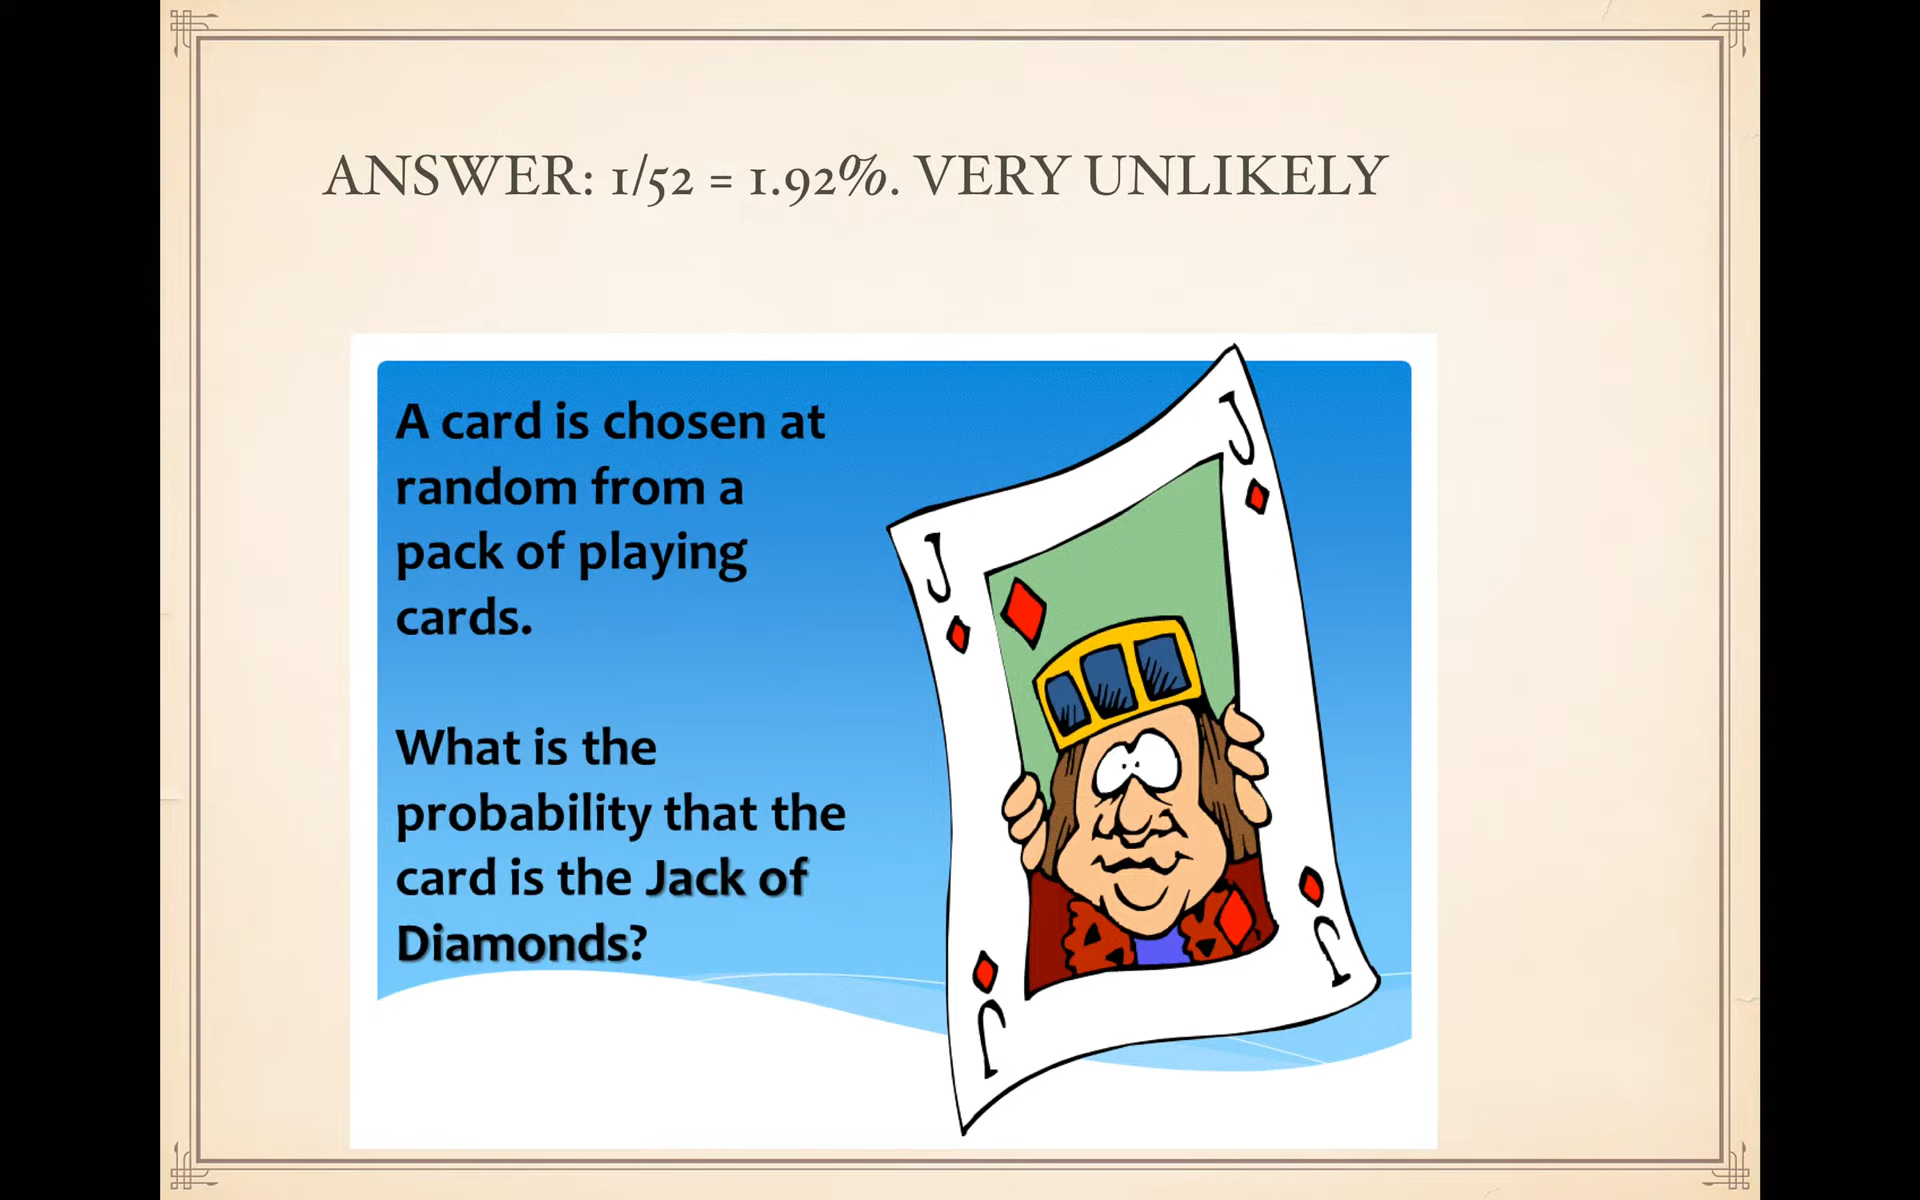 ANSWER: 1/52 = 1.92%. VERY UNLIKELY
A card is chosen at
random from a
pack of playing
cards.
What is the
probability that the
card is the Jack of
Diamonds?
J
J
J
J